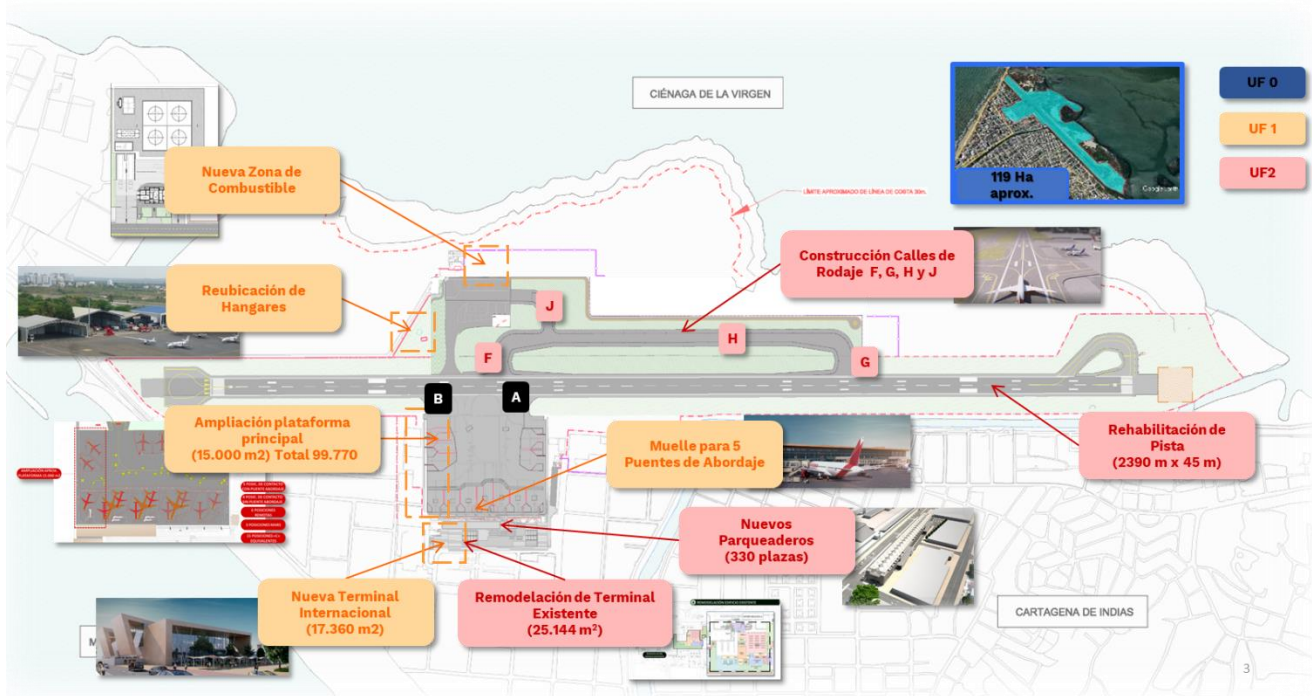 CIÉNAGA DE LA VIRGEN
UF 0
UF 1
UF2
119 Ha
aprox.
Google Earth
Nueva Zona de
Combustible
LÍMITE APROXIMADO DE LÍNEA DE COSTA 30m.
Construcción Calles de
Rodaje F, G, H y J
Reubicación de
Hangares
J
H
F
G
B
A
Ampliación plataforma
principal
(15.000 m2) Total 99.770
Muelle para 5
Puentes de Abordaje
Rehabilitación de
Pista
(2390 m x 45 m)
Nuevos
Parqueaderos
(330 plazas)
Nueva Terminal
Internacional
(17.360 m2)
Remodelación de Terminal
Existente
(25.144 m²)
CARTAGENA DE INDIAS
M
3